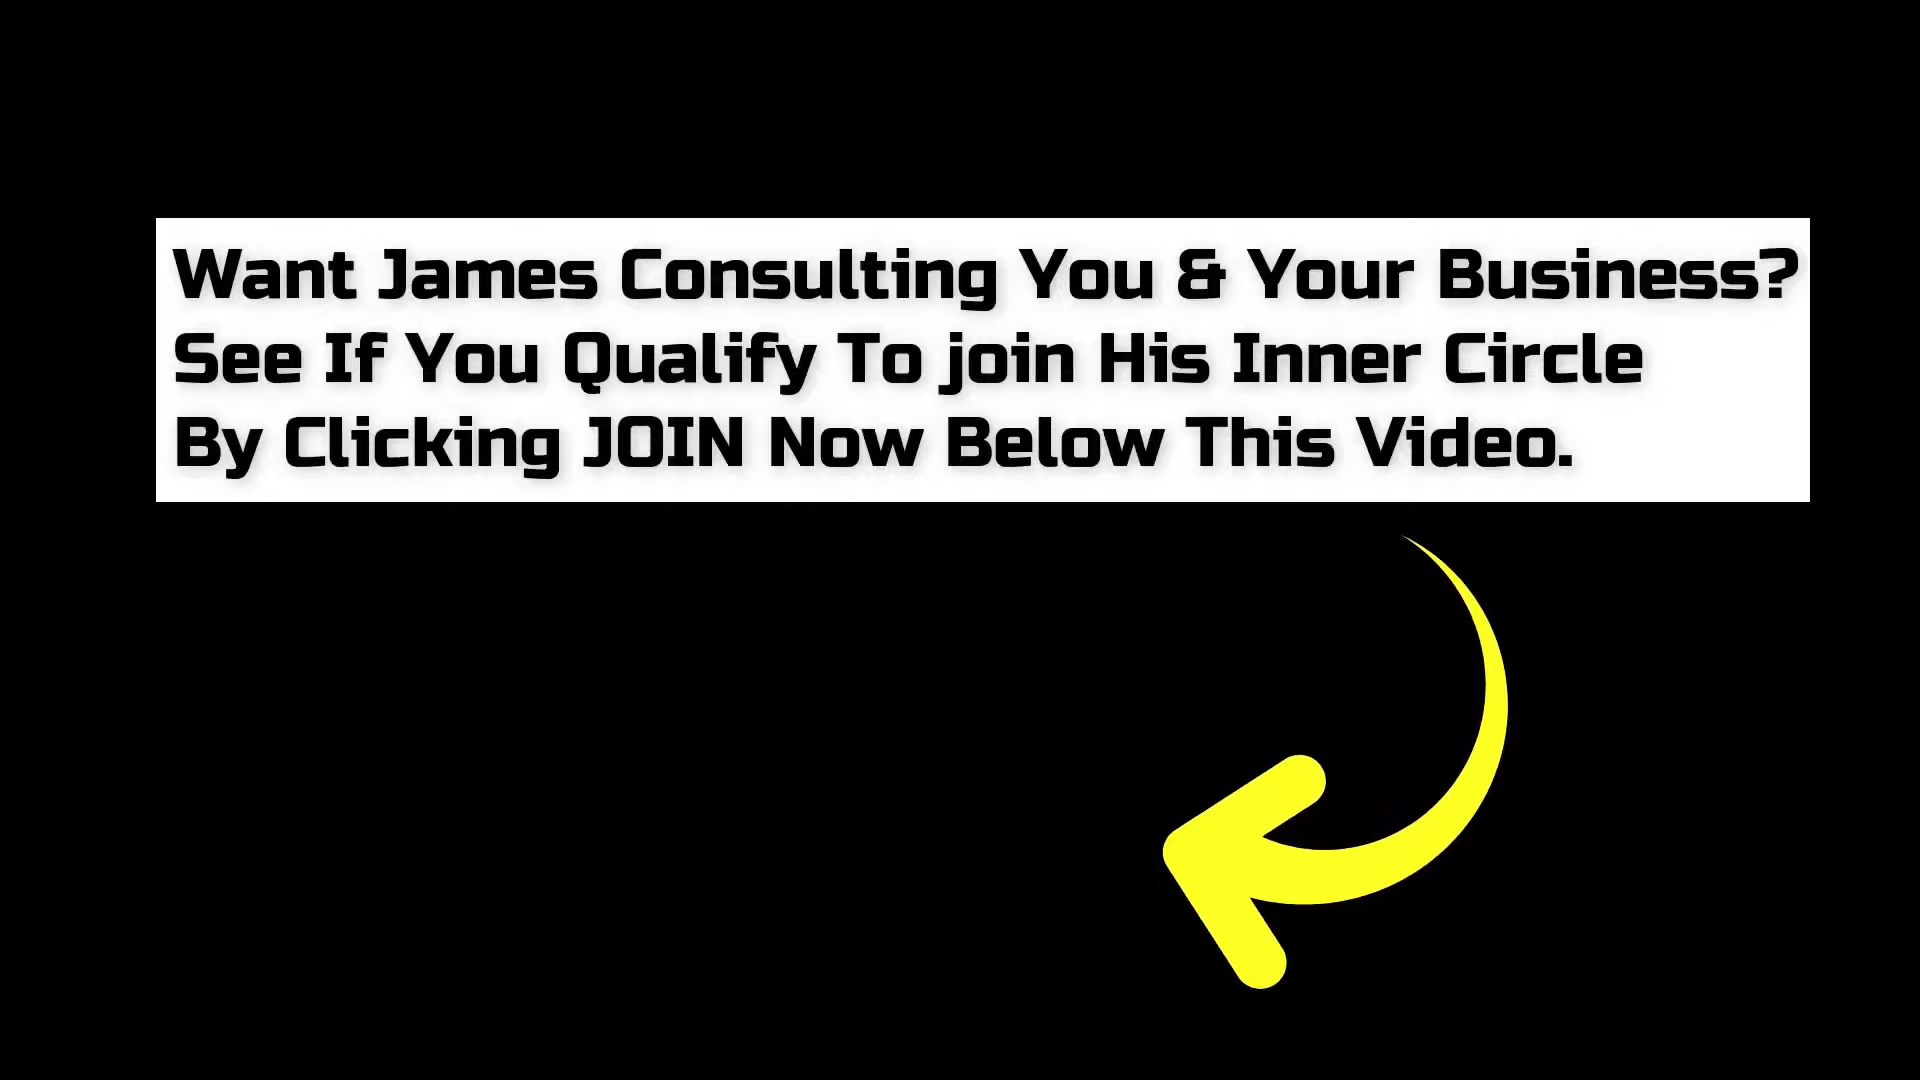 Want James Consulting You & Your Business?
See If You Qualify To join His Inner Circle
By Clicking JOIN Now Below This Video.